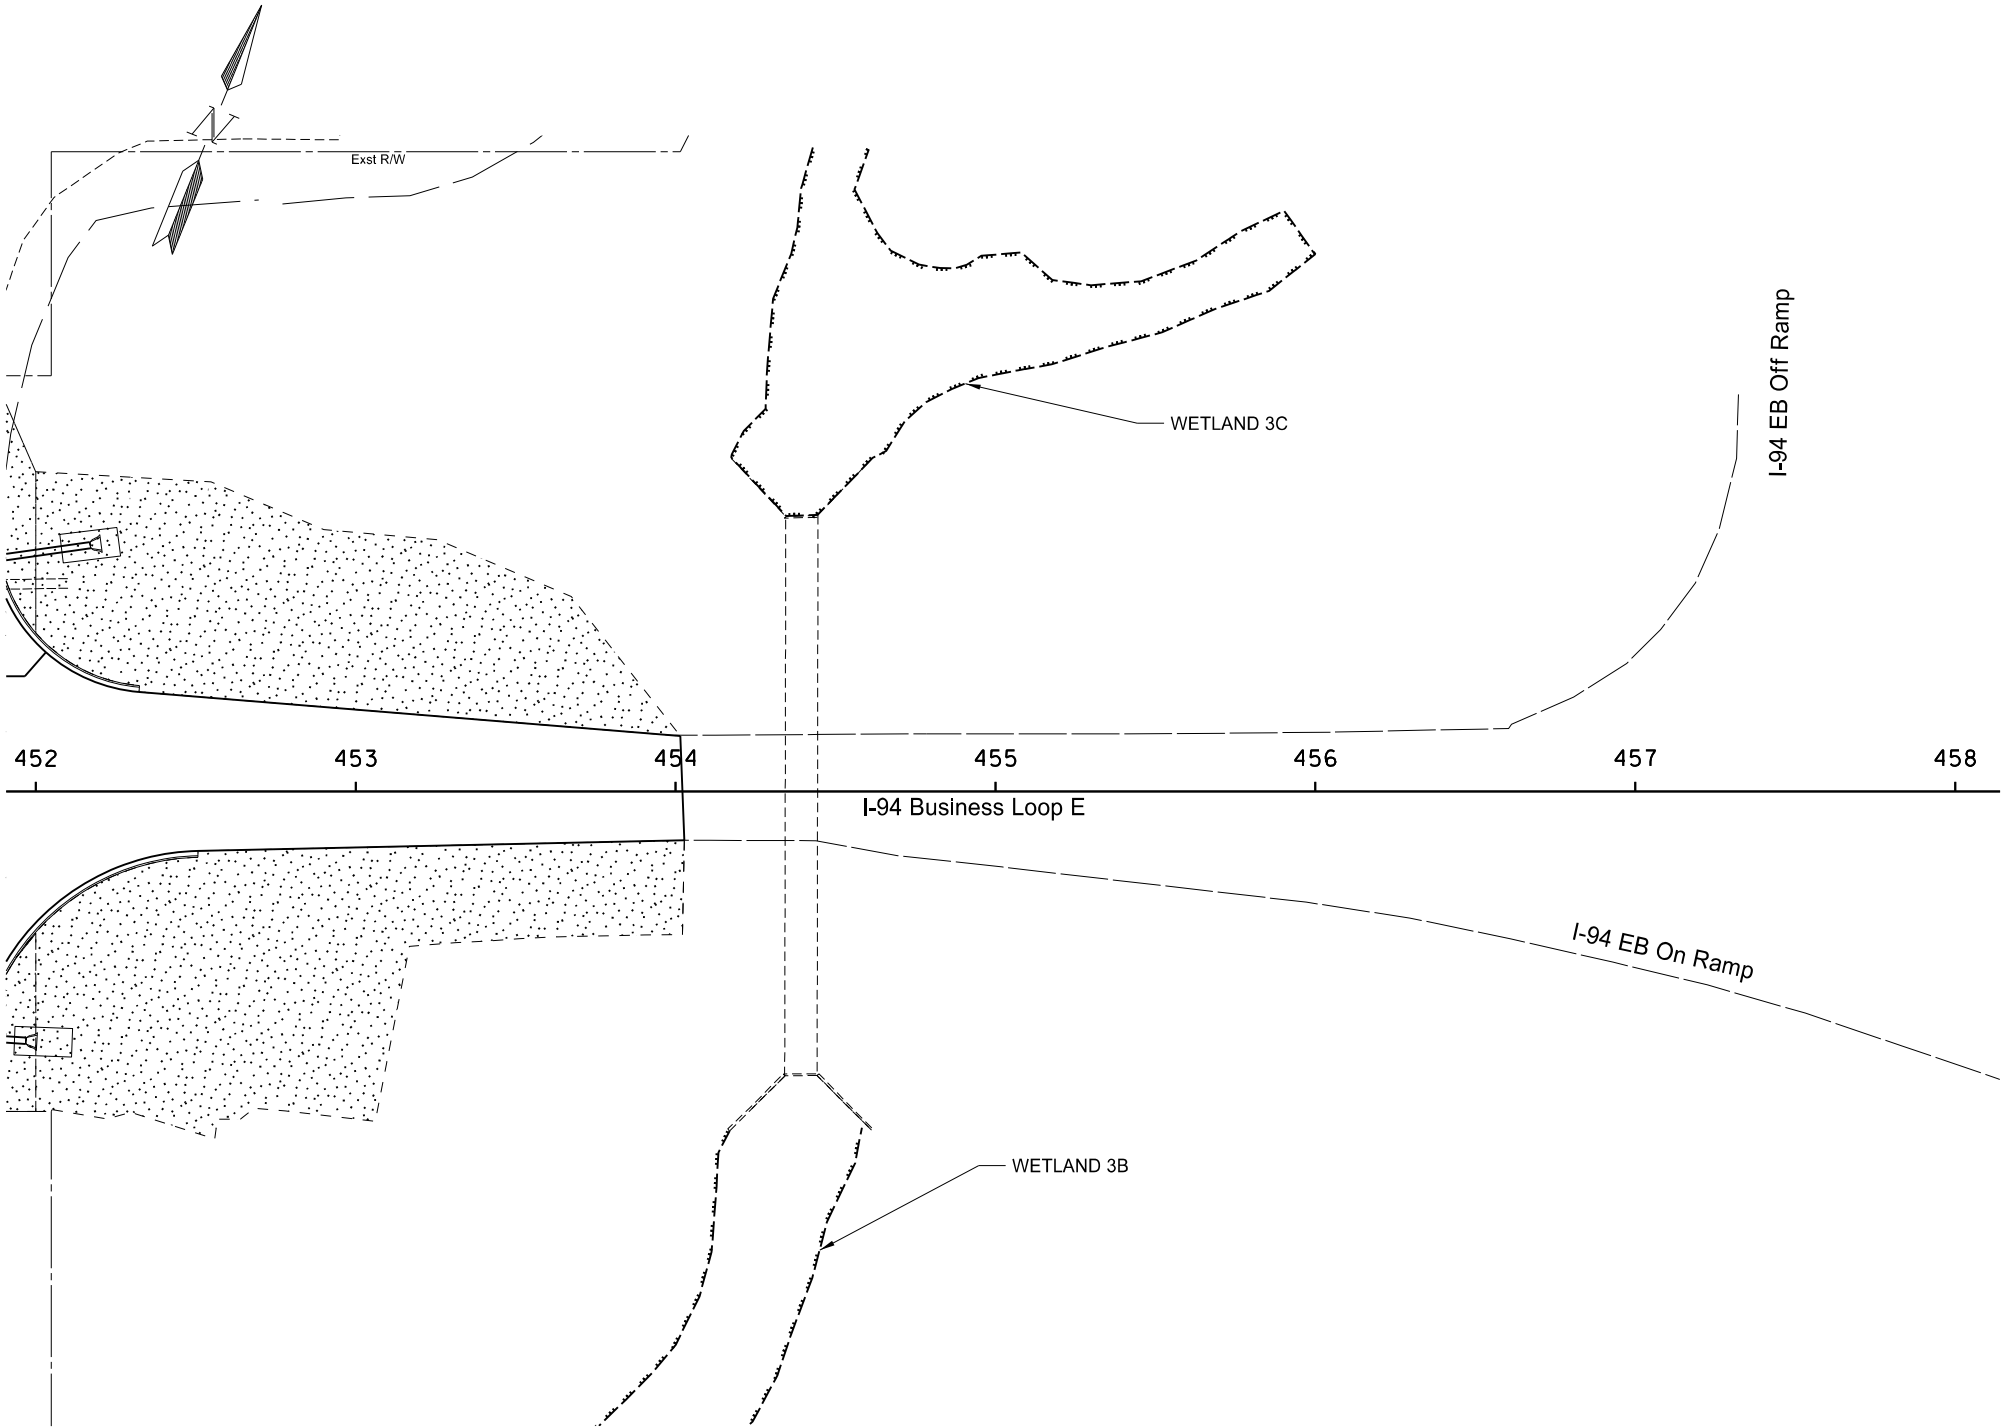 N
Exst R/W
I-94 EB Off Ramp
WETLAND 3C
452 453 454 455 456 457 458
I-94 Business Loop E
I-94 EB On Ramp
WETLAND 3B